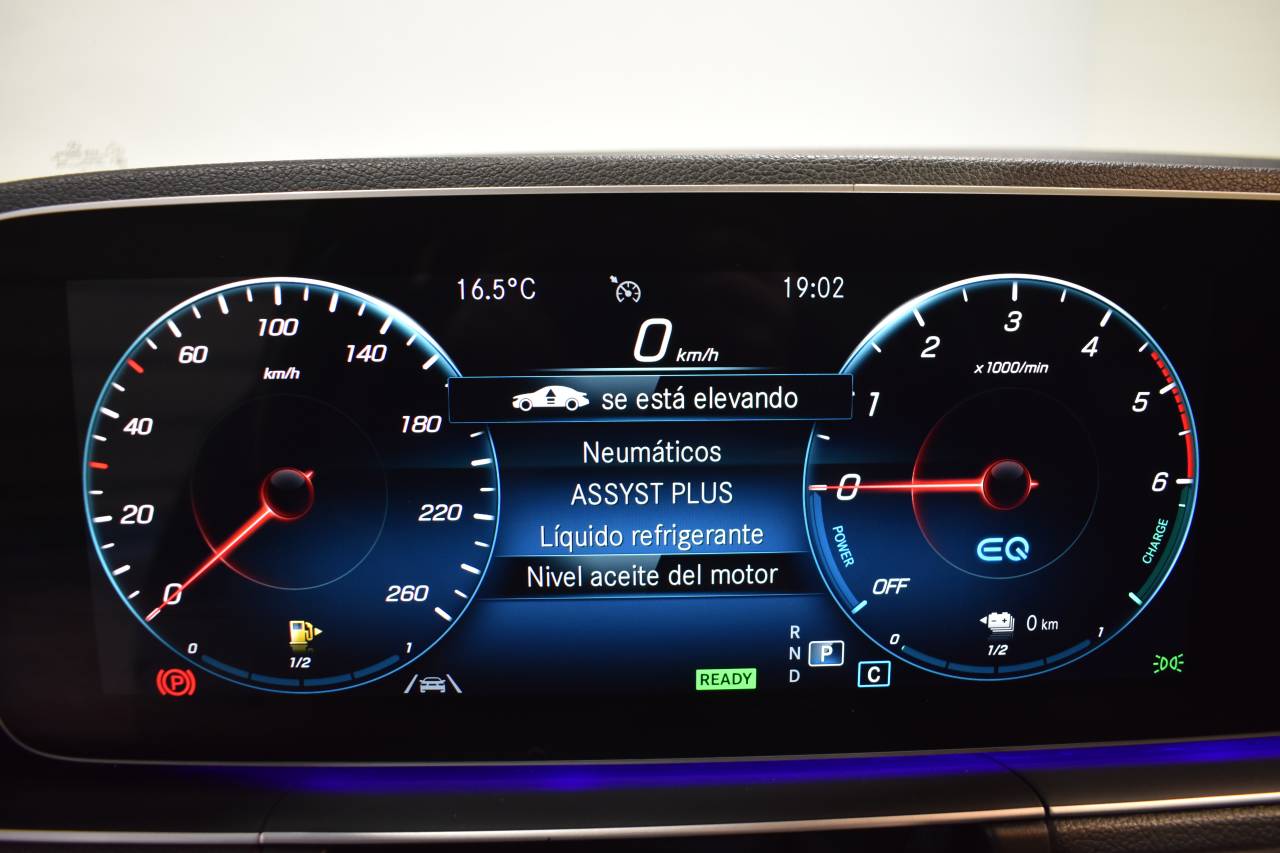 16.5°C
19:02
0 km/h
se está elevando
Neumáticos
ASSYST PLUS
Líquido refrigerante
Nivel aceite del motor
0
20
40
60
100
140
180
220
260
km/h
0
1/2
1
P
READY
R
N
P
D
C
OFF
0
1
2
3
4
5
6
x1000/min
POWER
CHARGE
EQ
0 km
0
1/2
1